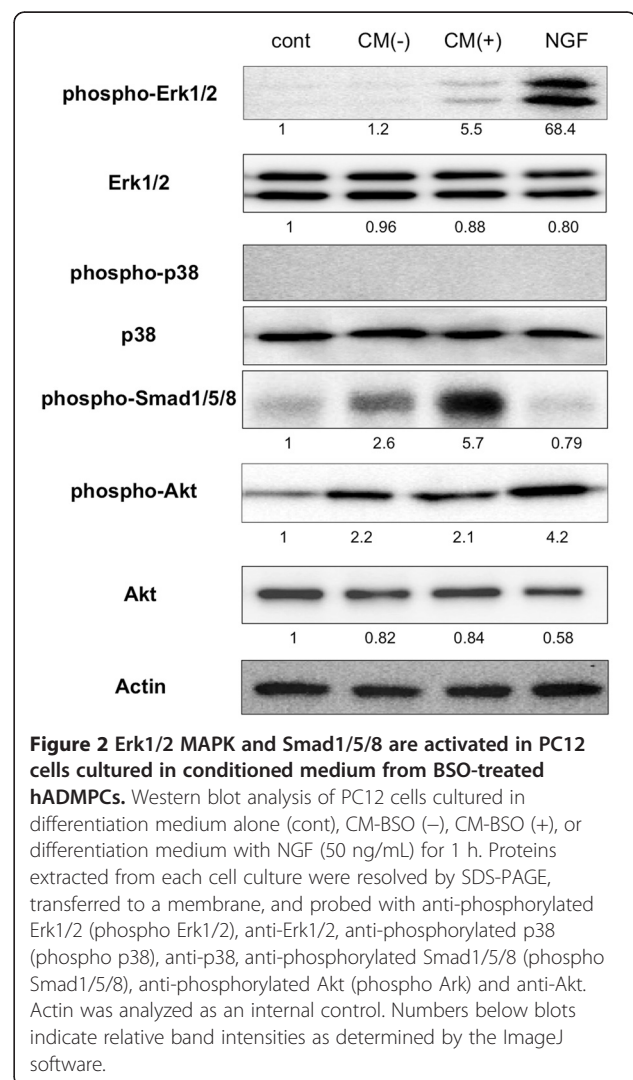 cont CM(-) CM(+) NGF
phospho-Erk1/2
1 1.2 5.5 68.4
Erk1/2
1 0.96 0.88 0.80
phospho-p38
p38
phospho-Smad1/5/8
1 2.6 5.7 0.79
phospho-Akt
1 2.2 2.1 4.2
Akt
1 0.82 0.84 0.58
Actin
Figure 2 Erk1/2 MAPK and Smad1/5/8 are activated in PC12
cells cultured in conditioned medium from BSO-treated
hADMPCs. Western blot analysis of PC12 cells cultured in
differentiation medium alone (cont), CM-BSO (−), CM-BSO (+), or
differentiation medium with NGF (50 ng/mL) for 1 h. Proteins
extracted from each cell culture were resolved by SDS-PAGE,
transferred to a membrane, and probed with anti-phosphorylated
Erk1/2 (phospho Erk1/2), anti-Erk1/2, anti-phosphorylated p38
(phospho p38), anti-p38, anti-phosphorylated Smad1/5/8 (phospho
Smad1/5/8), anti-phosphorylated Akt (phospho Ark) and anti-Akt.
Actin was analyzed as an internal control. Numbers below blots
indicate relative band intensities as determined by the ImageJ
software.